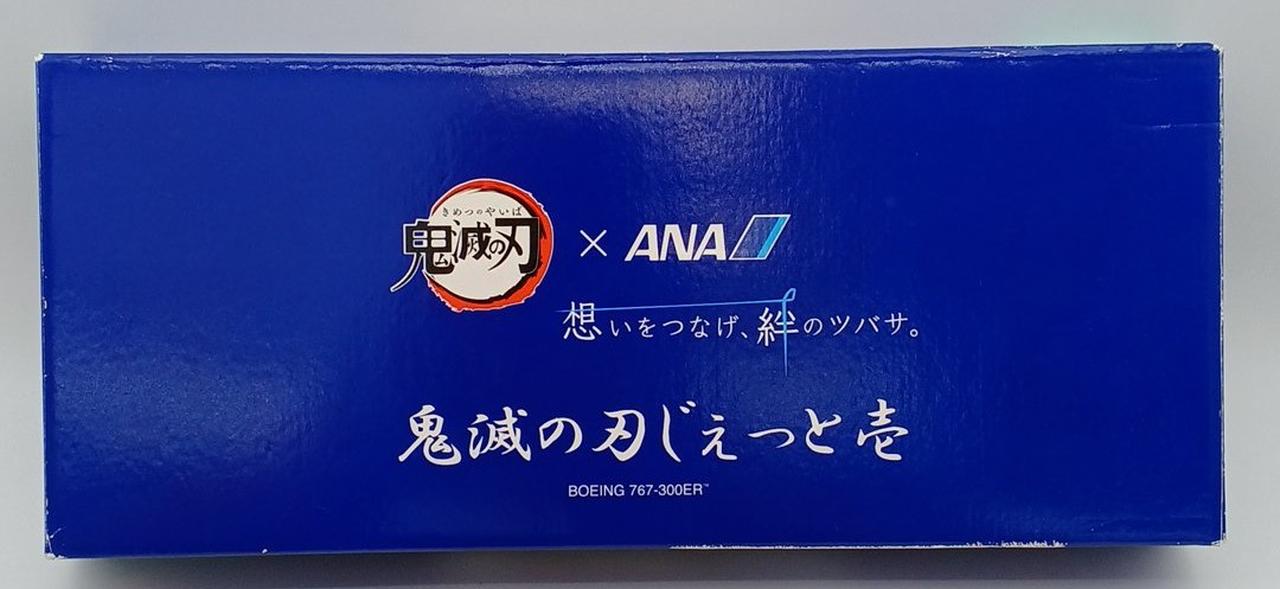 きめつのやいば
鬼滅の刃 × ANA
想いをつなげ、絆のツバサ。
鬼滅の刃じぇっと壱
BOEING 767-300ER™